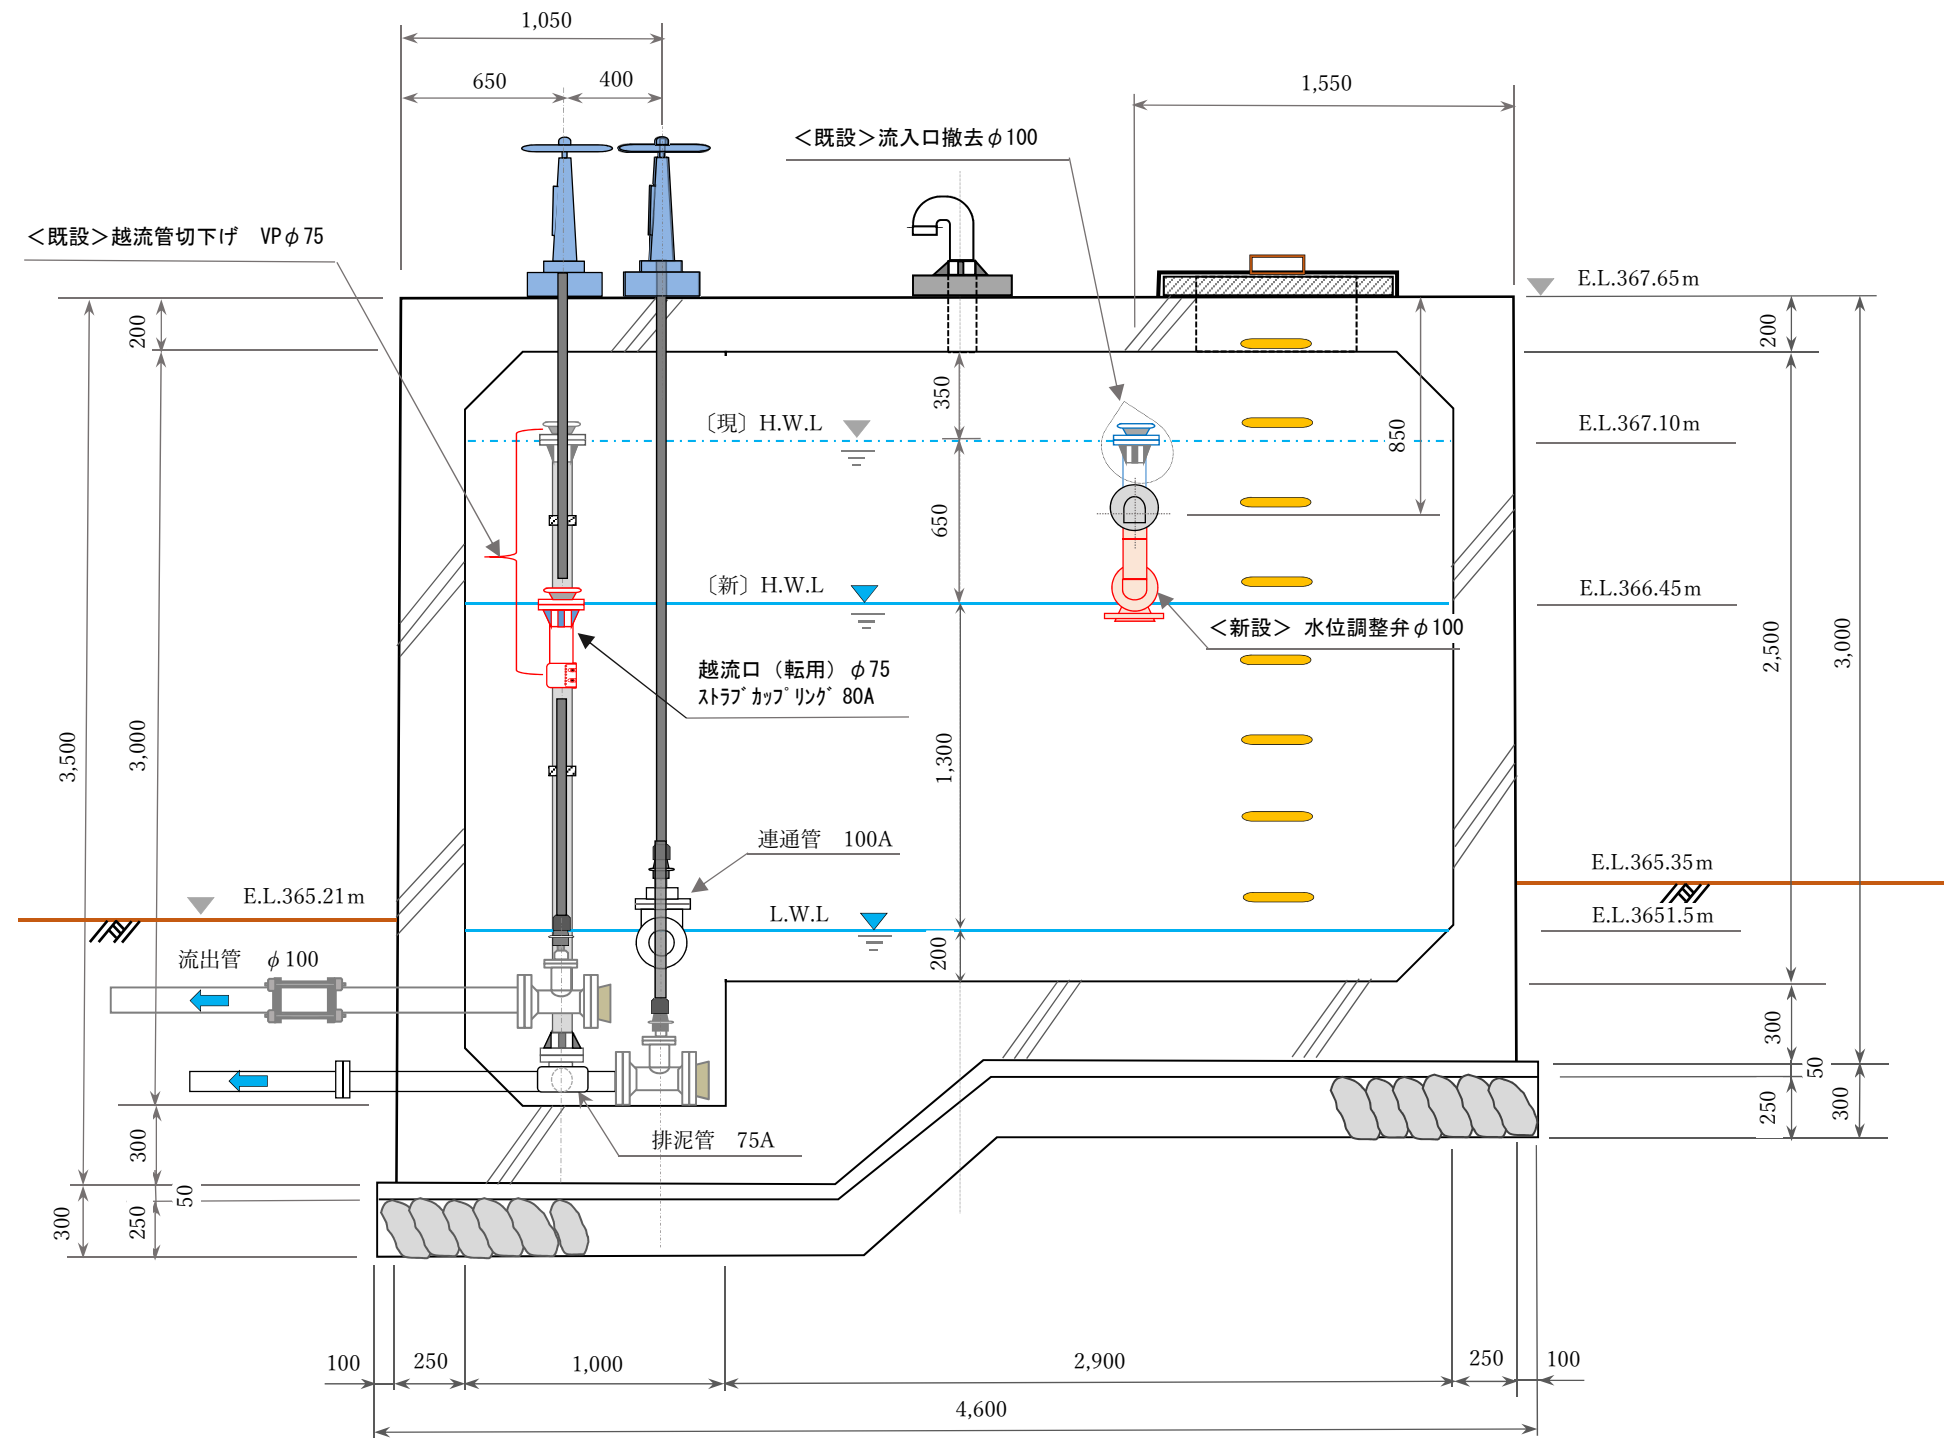 1,050
650
400
1,550
＜既設＞流入口撤去φ100
＜既設＞越流管切下げ　VPφ75
E.L.367.65m
200
200
350
〔現〕H.W.L
E.L.367.10m
850
650
〔新〕H.W.L
E.L.366.45m
＜新設＞ 水位調整弁φ100
越流口（転用）φ75
ｽﾄﾗﾌﾞｶｯﾌﾟﾘﾝｸﾞ 80A
2,500
3,000
3,500
3,000
1,300
連通管　100A
E.L.365.35m
E.L.365.21m
L.W.L
E.L.3651.5m
200
流出管　φ100
300
50
250
300
排泥管　75A
300
50
250
300
100
250
1,000
2,900
250
100
4,600